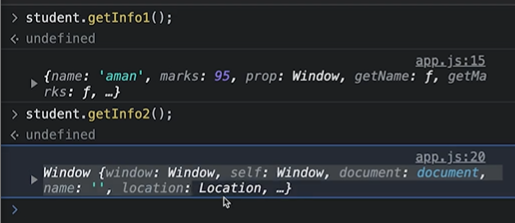 > student.getInfo1();
<· undefined
app.js:15
▶ {name: 'aman', marks: 95, prop: Window, getName: ƒ, getMa
rks: ƒ, …}
> student.getInfo2();
<· undefined
app.js:20
▶ Window {window: Window, self: Window, document: document,
name: '', location: Location, …}
>